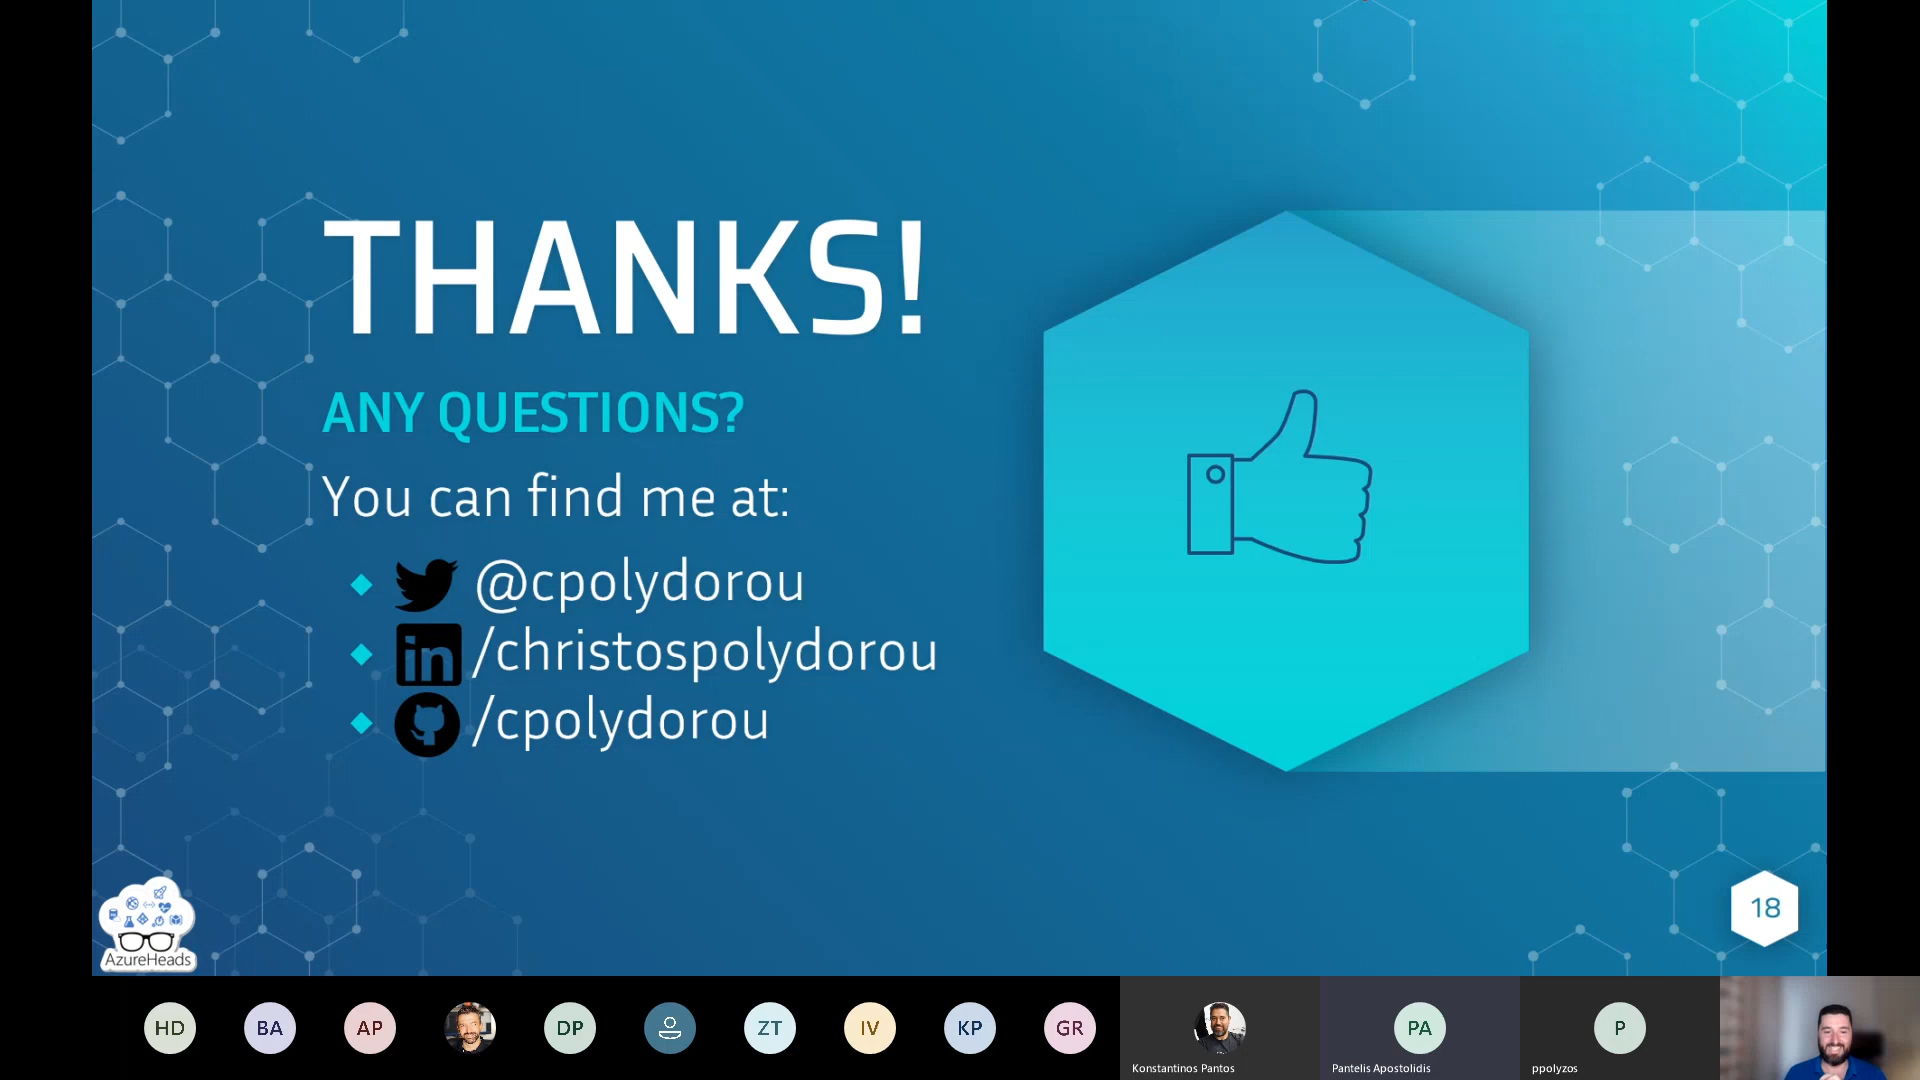 THANKS!
ANY QUESTIONS?
You can find me at:
@cpolydorou
in /christospolydorou
/cpolydorou
AzureHeads
18
HD
BA
AP
DP
ZT
IV
KP
GR
Konstantinos Pantos
PA
Pantelis Apostolidis
P
ppolyzos